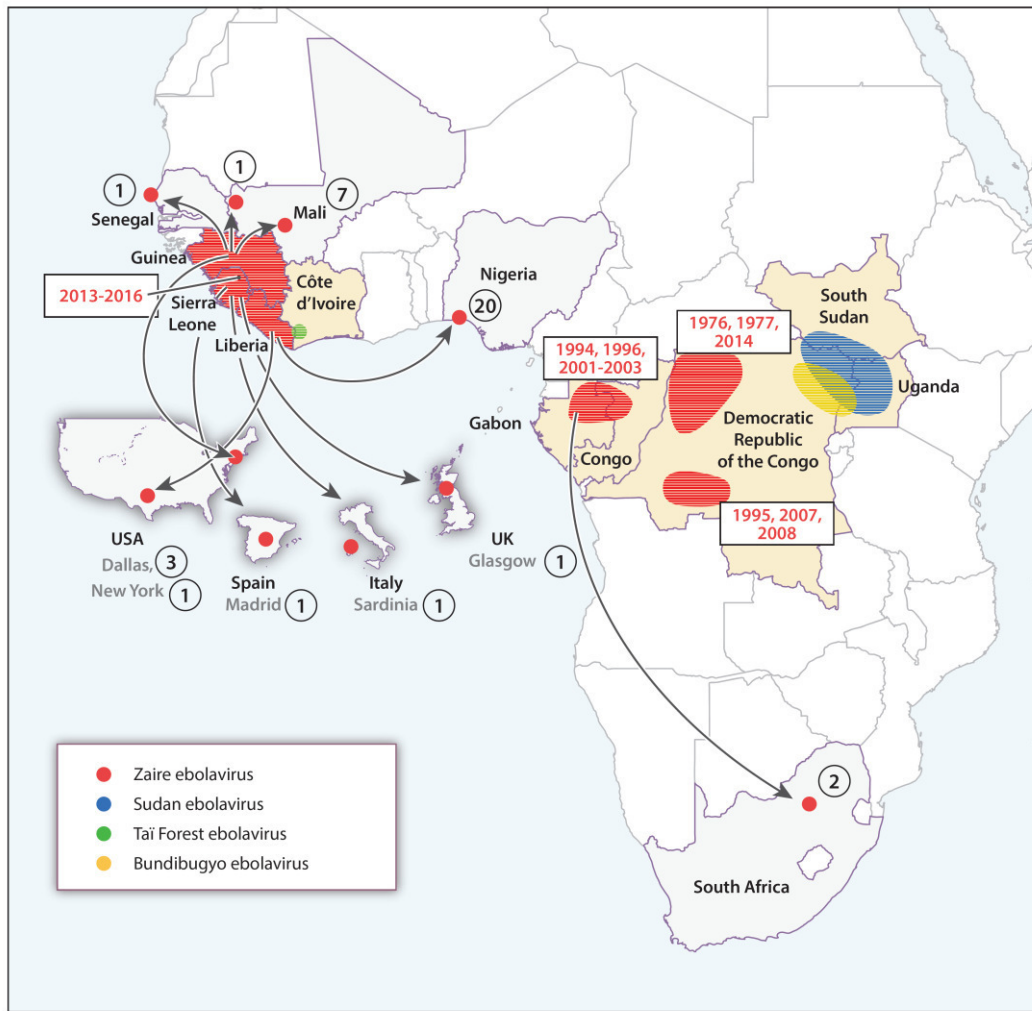 1
1
7
Senegal
Mali
Guinea
2013-2016
Sierra
Leone
Côte
d'Ivoire
Liberia
Nigeria
20
South
Sudan
1976, 1977,
2014
1994, 1996,
2001-2003
Uganda
Gabon
Congo
Democratic
Republic
of the Congo
1995, 2007,
2008
USA
Dallas, 3
New York 1
Spain
Madrid 1
Italy
Sardinia 1
UK
Glasgow 1
2
South Africa
Zaire ebolavirus
Sudan ebolavirus
Taï Forest ebolavirus
Bundibugyo ebolavirus